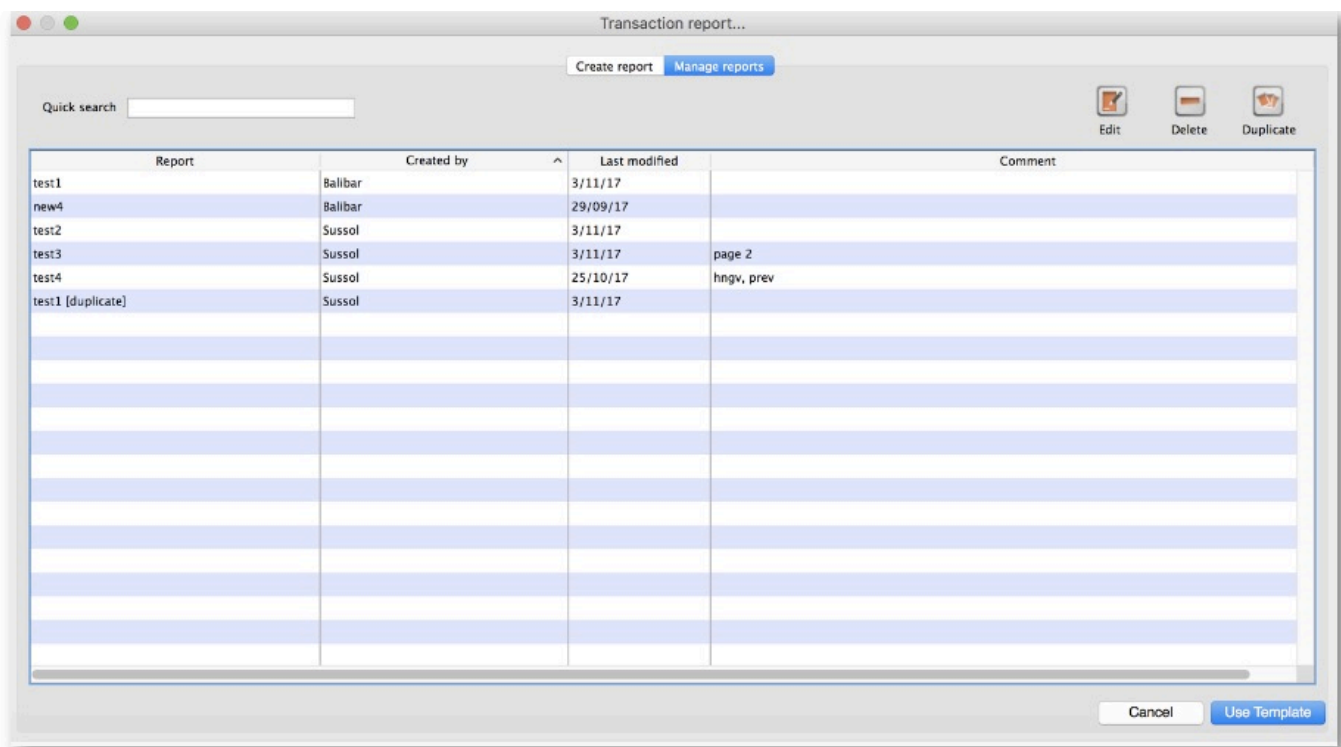 Transaction report...
Create report Manage reports
Quick search
Edit Delete Duplicate
Report Created by Last modified Comment
test1 Balibar 3/11/17
new4 Balibar 29/09/17
test2 Sussol 3/11/17
test3 Sussol 3/11/17 page 2
test4 Sussol 25/10/17 hngv, prev
test1 [duplicate] Sussol 3/11/17
Cancel Use Template